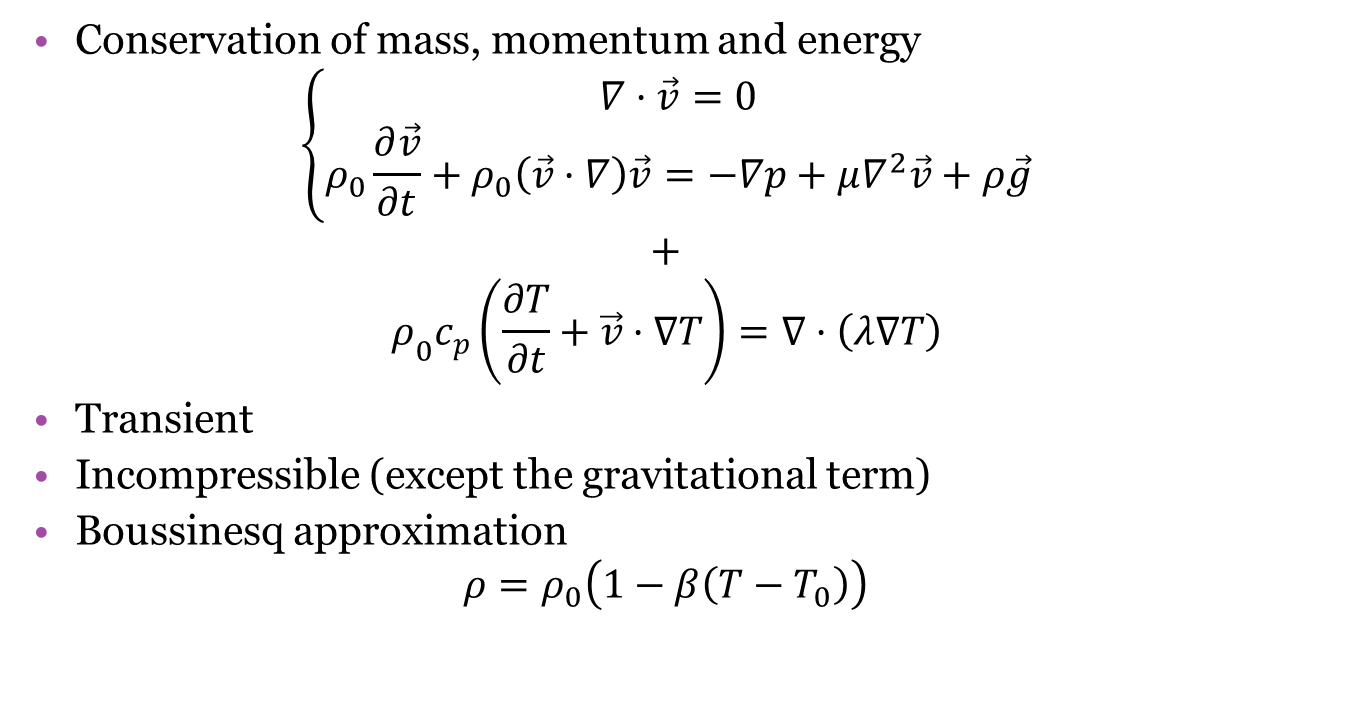 • Conservation of mass, momentum and energy
∇ · v⃗ = 0
ρ₀ ∂v⃗/∂t + ρ₀(v⃗ · ∇)v⃗ = −∇p + μ∇²v⃗ + ρg⃗
+
ρ₀cₚ(∂T/∂t + v⃗ · ∇T) = ∇ · (λ∇T)
• Transient
• Incompressible (except the gravitational term)
• Boussinesq approximation
ρ = ρ₀(1 − β(T − T₀))